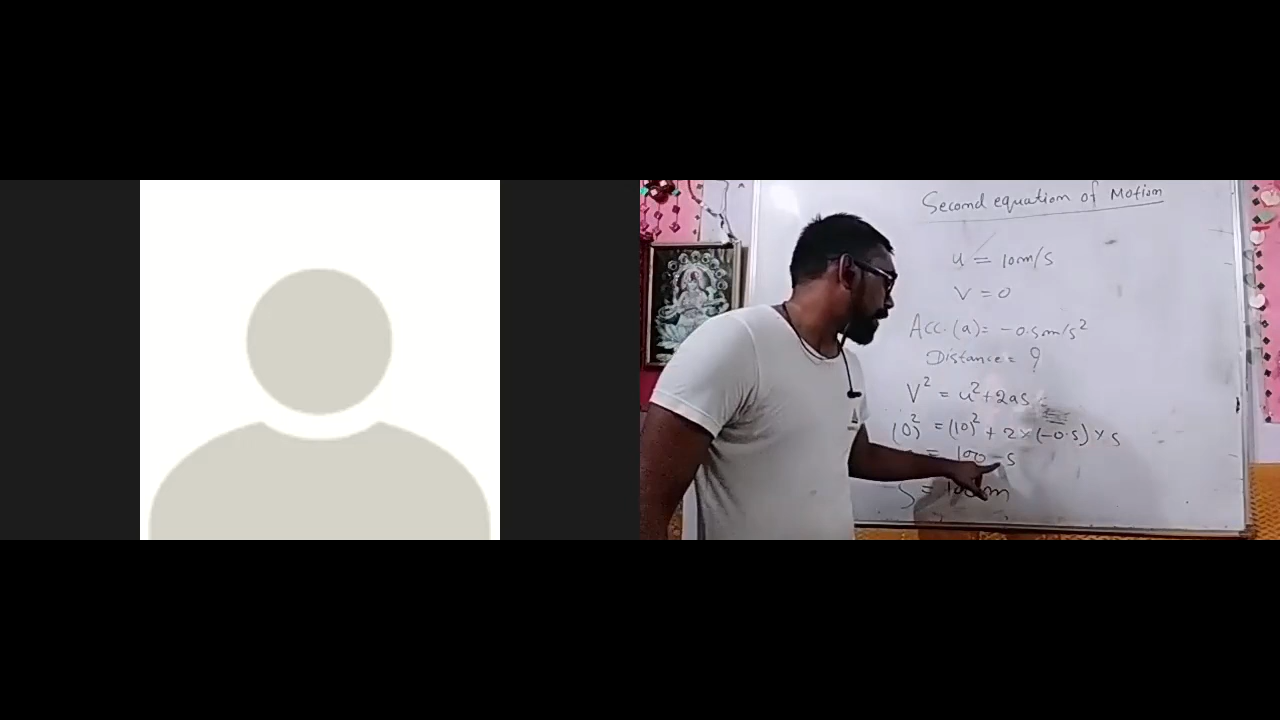 Second equation of Motion
u = 10m/s
V = 0
Acc. (a) = -0.5m/s²
Distance = ?
V² = u² + 2as
(0)² = (10)² + 2×(-0.5)×s
= 100 - s
S = 100m